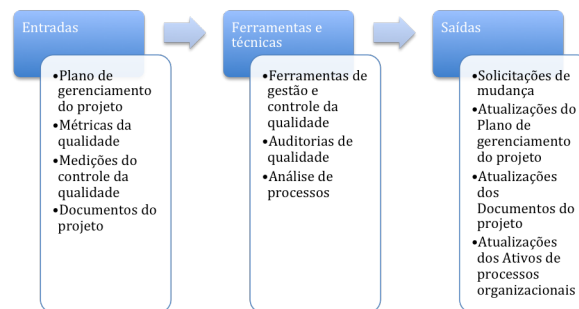 Entradas
•Plano de
gerenciamento
do projeto
•Métricas da
qualidade
•Medições do
controle da
qualidade
•Documentos do
projeto
Ferramentas e
técnicas
•Ferramentas de
gestão e
controle da
qualidade
•Auditorias de
qualidade
•Análise de
processos
Saídas
•Solicitações de
mudança
•Atualizações do
Plano de
gerenciamento
do projeto
•Atualizações
dos
Documentos do
projeto
•Atualizações
dos Ativos de
processos
organizacionais